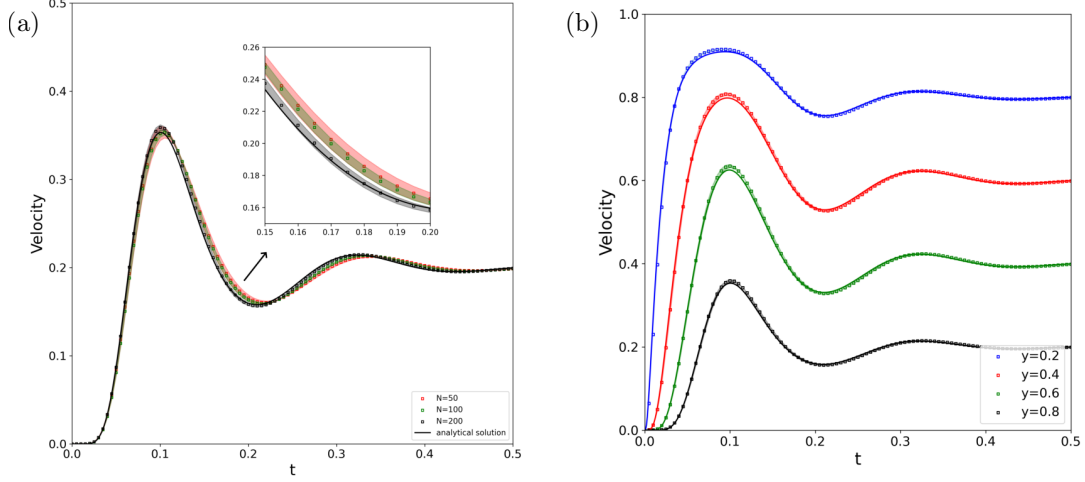 (a)
Velocity
0.5
0.4
0.3
0.2
0.1
0.0
0.0 0.1 0.2 0.3 0.4 0.5
t
0.26
0.24
0.22
0.20
0.18
0.16
0.15 0.16 0.17 0.18 0.19 0.20
N=50
N=100
N=200
analytical solution
(b)
Velocity
1.0
0.8
0.6
0.4
0.2
0.0
0.0 0.1 0.2 0.3 0.4 0.5
t
y=0.2
y=0.4
y=0.6
y=0.8